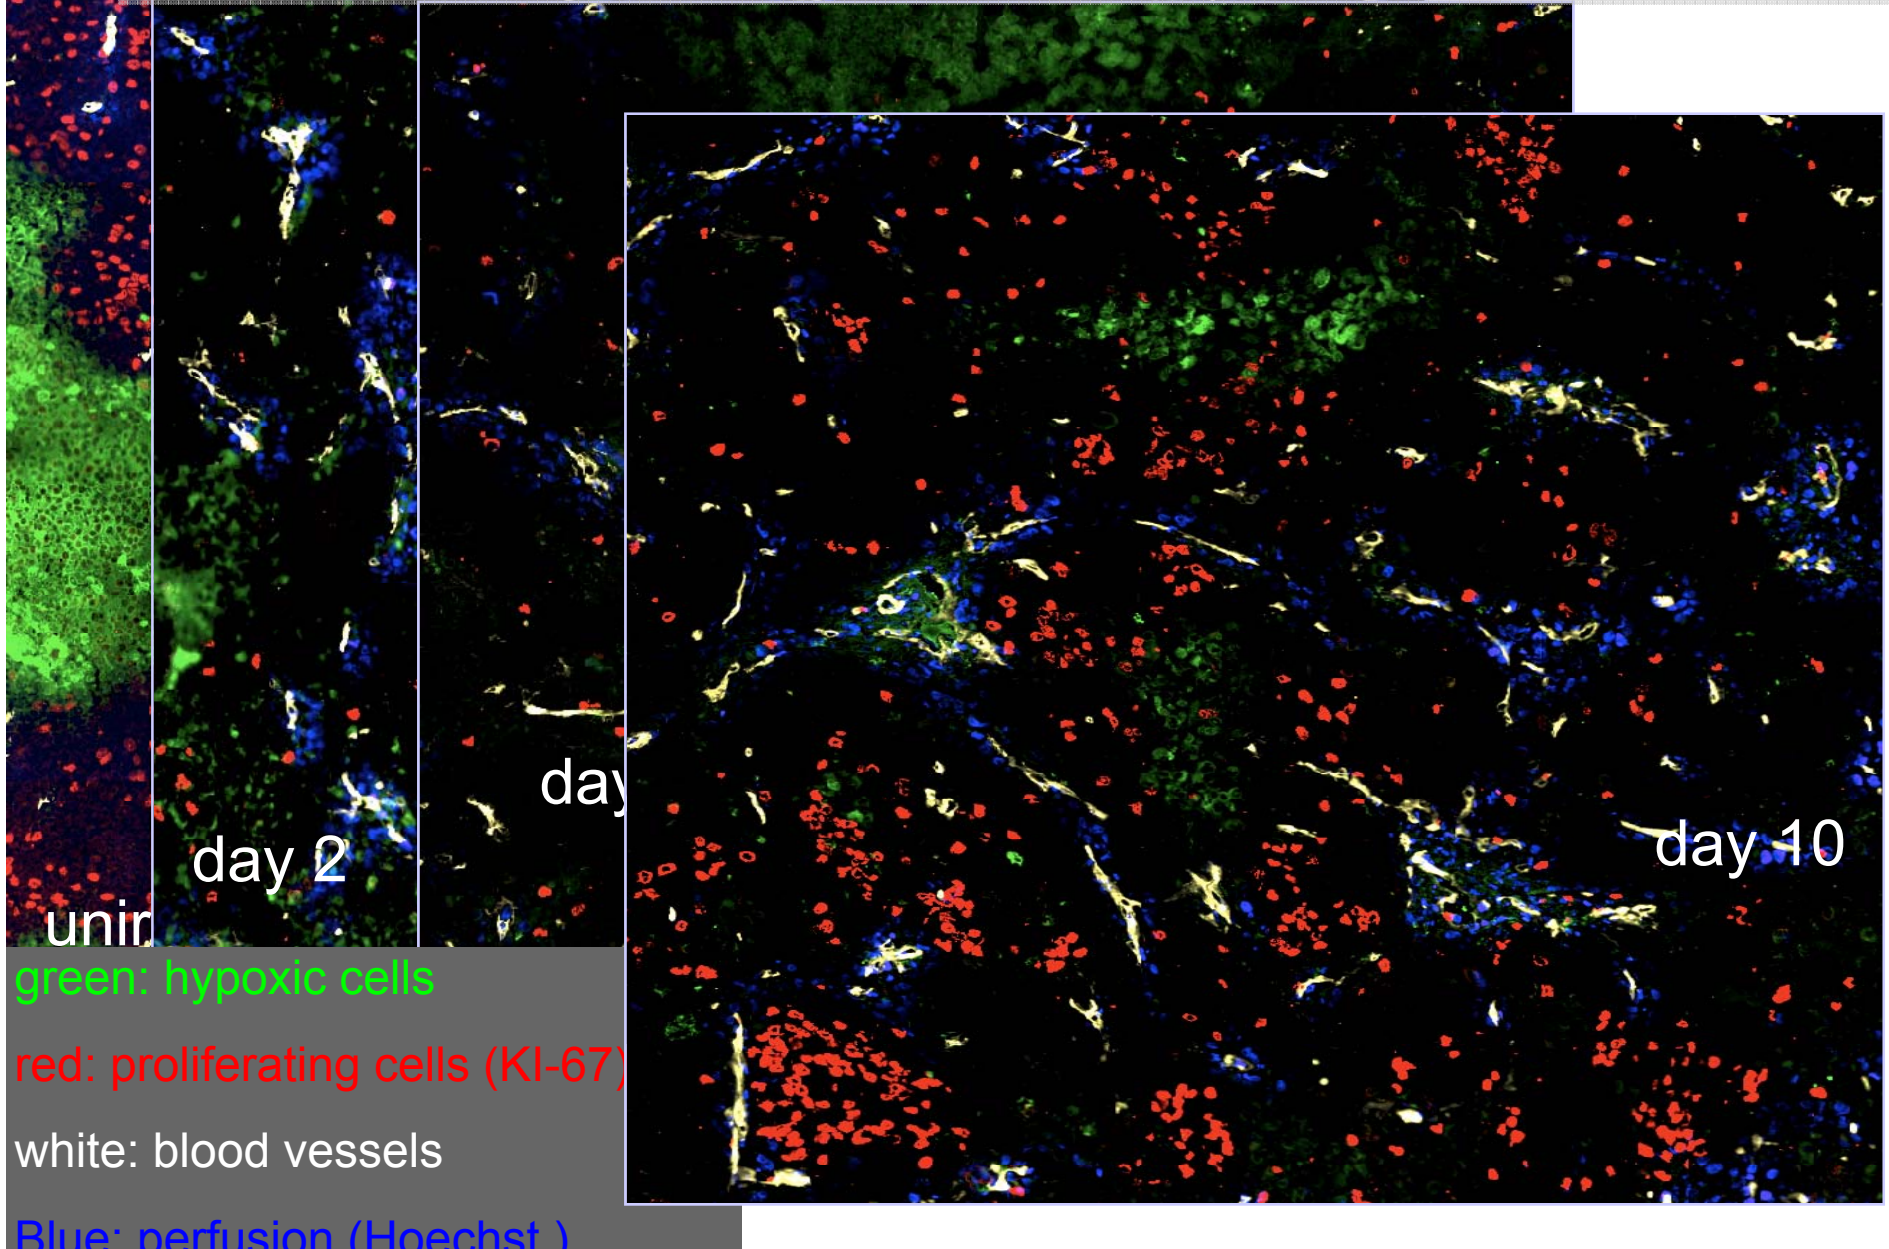 day
day 10
day 2
unir
green: hypoxic cells
red: proliferating cells (KI-67)
white: blood vessels
Blue: perfusion (Hoechst )